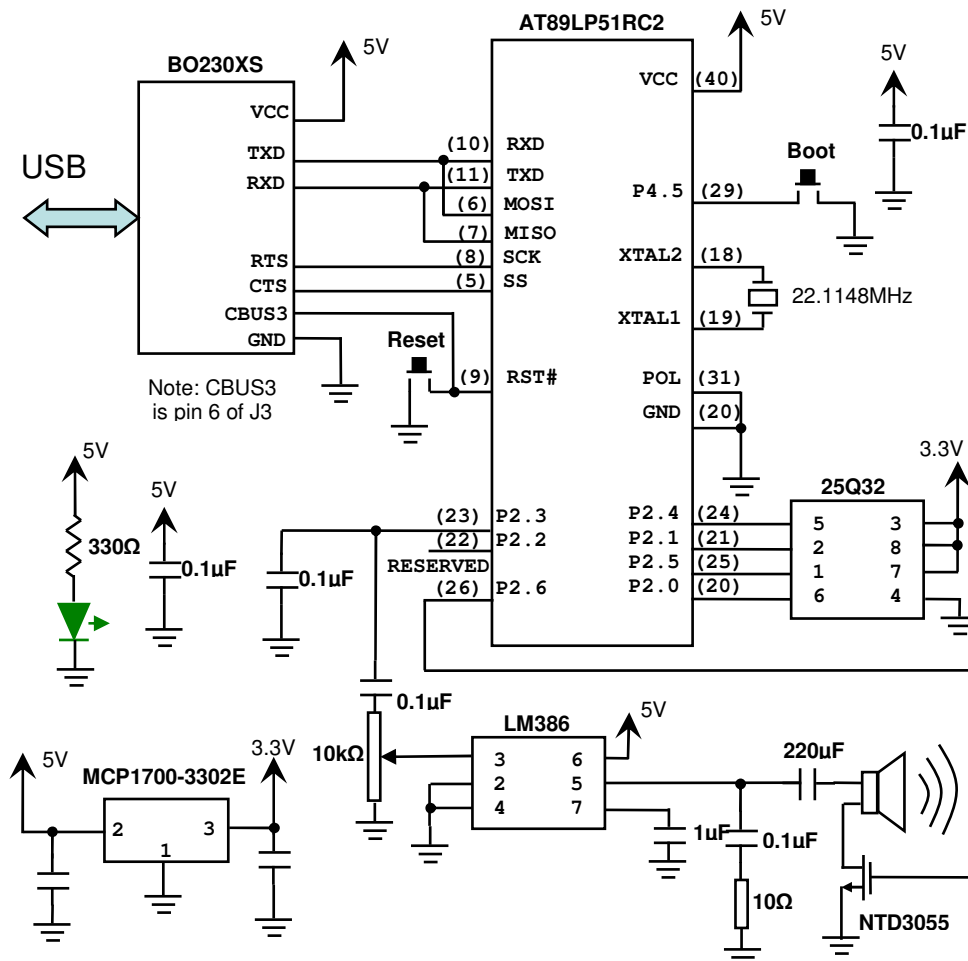 AT89LP51RC2
5V
5V
BO230XS
5V
VCC
(40)
VCC
0.1µF
TXD
(10)
RXD
Boot
USB
RXD
(11)
TXD
P4.5
(29)
(6)
MOSI
(7)
MISO
RTS
(8)
SCK
XTAL2
(18)
CTS
(5)
SS
22.1148MHz
CBUS3
XTAL1
(19)
GND
Reset
Note: CBUS3
is pin 6 of J3
(9)
RST#
POL
(31)
GND
(20)
5V
3.3V
5V
25Q32
330Ω
0.1µF
0.1µF
(23)
P2.3
P2.4
(24)
5
3
(22)
P2.2
P2.1
(21)
2
8
RESERVED
P2.5
(25)
1
7
(26)
P2.6
P2.0
(20)
6
4
0.1µF
LM386
5V
5V
3.3V
10kΩ
3
6
220µF
MCP1700-3302E
2
5
2
3
4
7
1
1µF
0.1µF
10Ω
NTD3055